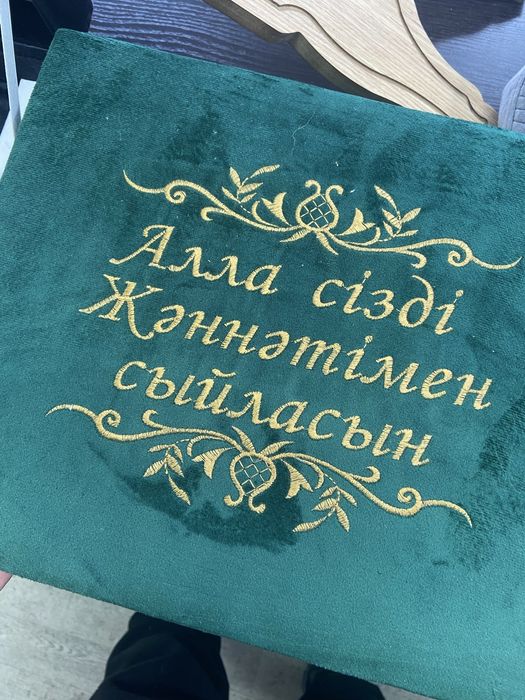 Алла сізді
Жәннәтімен
сыйласын